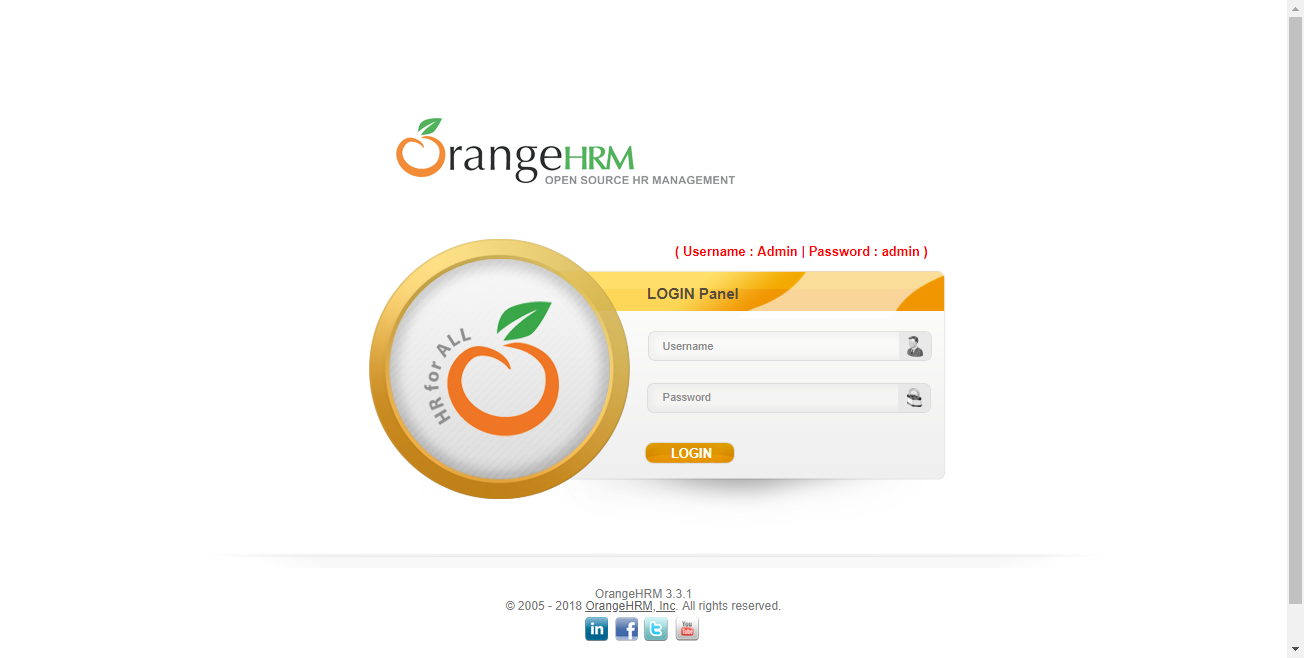 OrangeHRM
OPEN SOURCE HR MANAGEMENT
( Username : Admin | Password : admin )
HR for ALL
LOGIN Panel
Username
Password
LOGIN
OrangeHRM 3.3.1
© 2005 - 2018 OrangeHRM, Inc. All rights reserved.
in f t You Tube